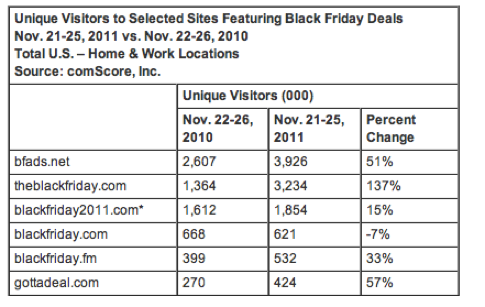 Unique Visitors to Selected Sites Featuring Black Friday Deals
Nov. 21-25, 2011 vs. Nov. 22-26, 2010
Total U.S. – Home & Work Locations
Source: comScore, Inc.
Unique Visitors (000)
Nov. 22-26, 2010 Nov. 21-25, 2011 Percent Change
bfads.net 2,607 3,926 51%
theblackfriday.com 1,364 3,234 137%
blackfriday2011.com* 1,612 1,854 15%
blackfriday.com 668 621 -7%
blackfriday.fm 399 532 33%
gottadeal.com 270 424 57%